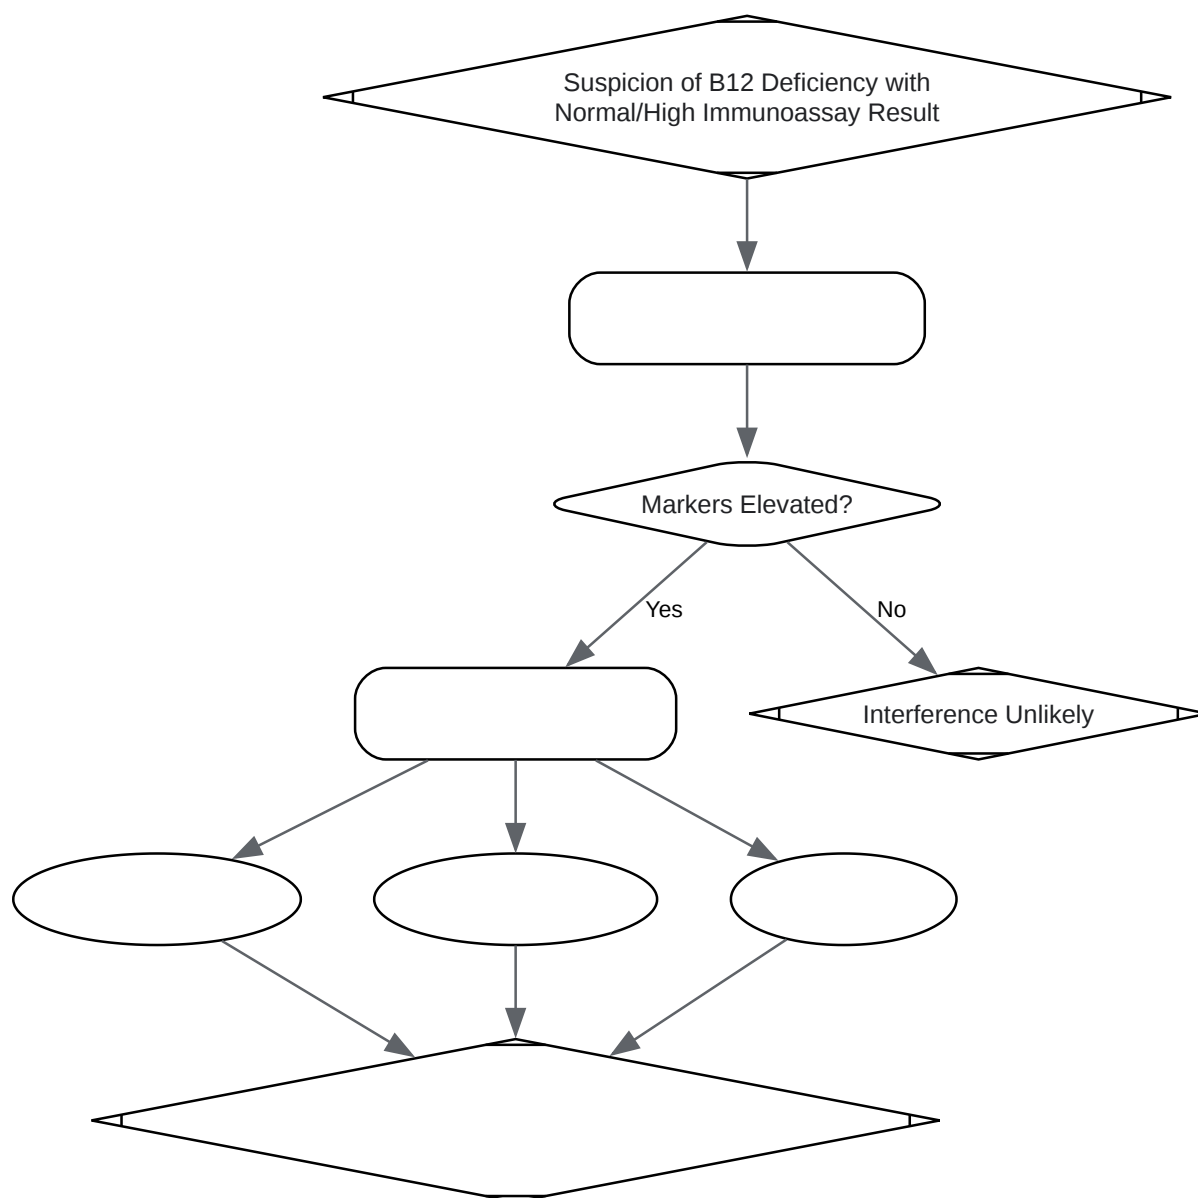 Suspicion of B12 Deficiency with
Normal/High Immunoassay Result
Markers Elevated?
Yes
No
Interference Unlikely